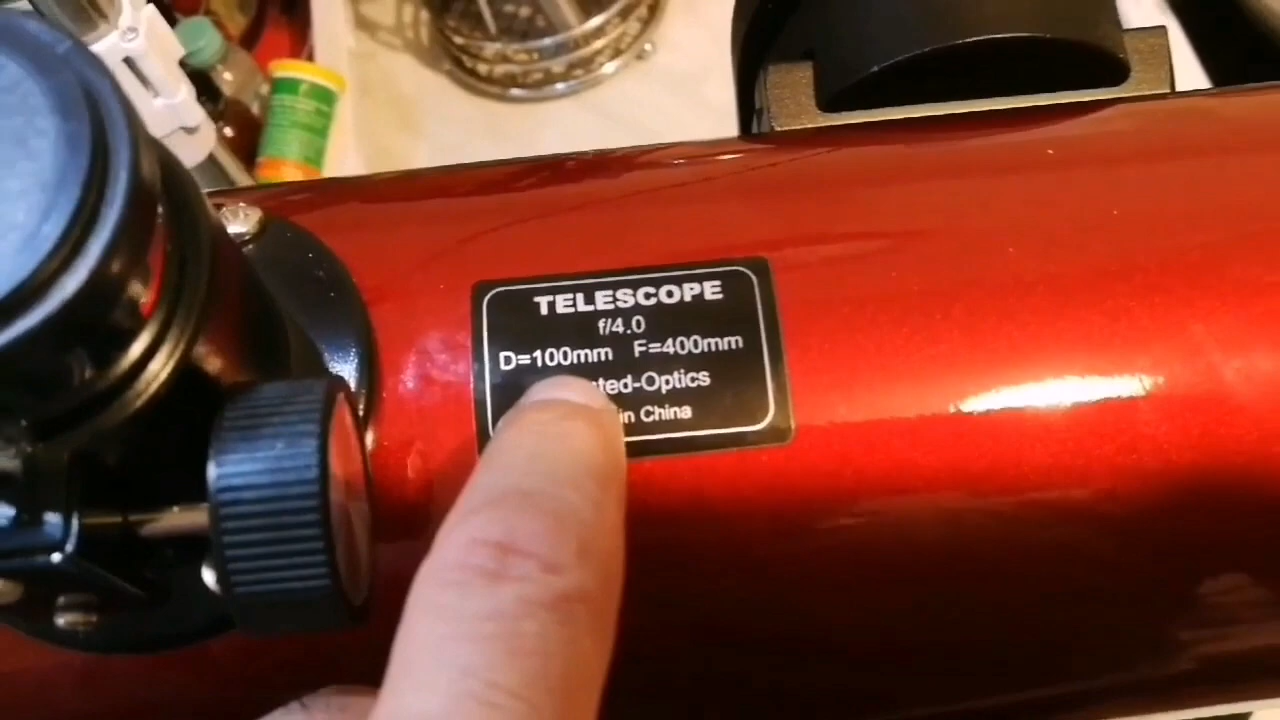 TELESCOPE
f/4.0
D=100mm F=400mm
ted-Optics
in China